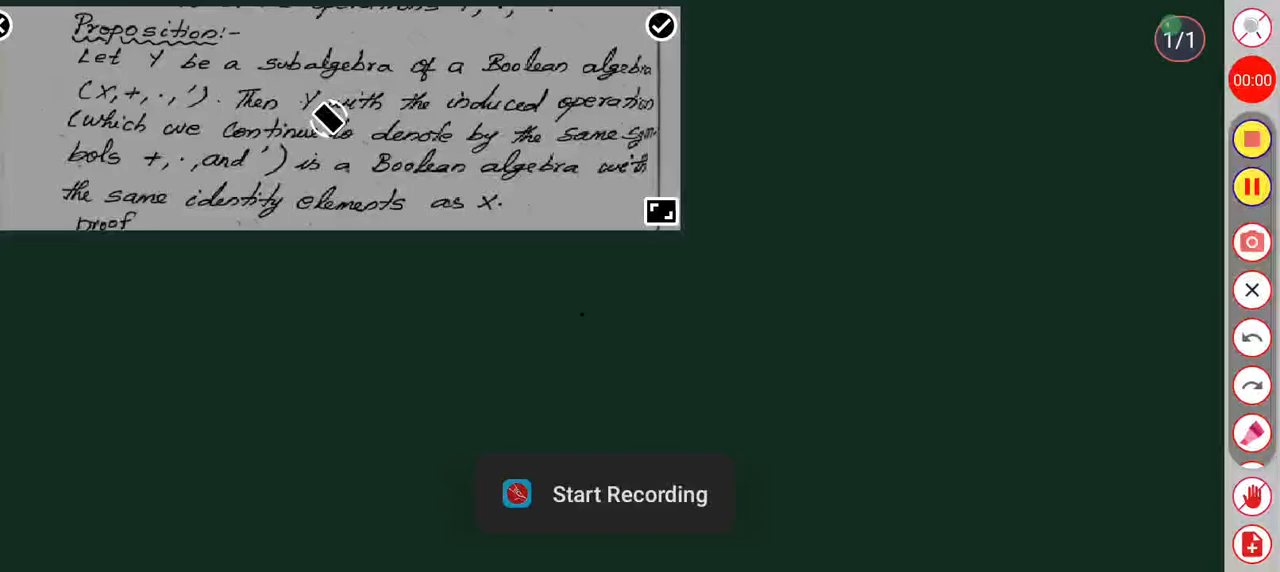 Proposition:-
Let Y be a subalgebra of a Boolean algebra
(X,+,·,'). Then Y with the induced operation
(which we continue to denote by the same sym-
bols +,·,and ') is a Boolean algebra with
the same identity elements as X.
proof
1/1
00:00
Start Recording